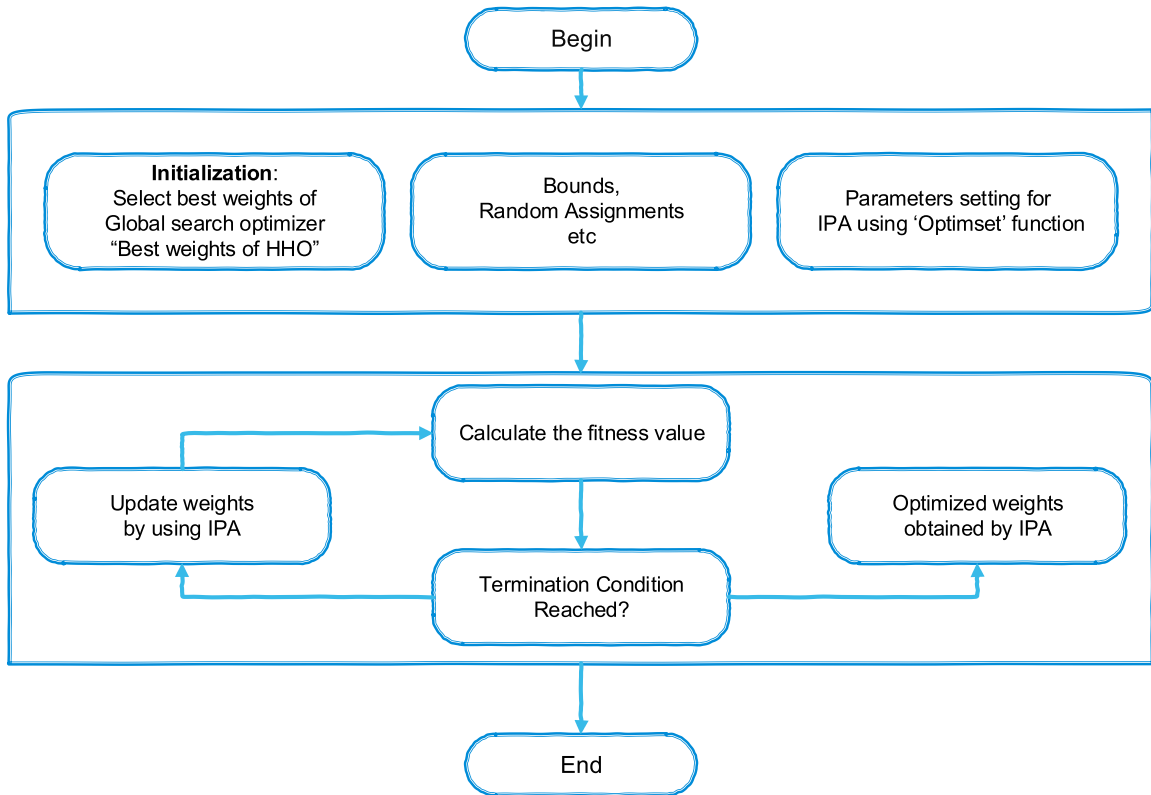 Begin
Initialization:
Select best weights of
Global search optimizer
“Best weights of HHO”
Bounds,
Random Assignments
etc
Parameters setting for
IPA using ‘Optimset’ function
Calculate the fitness value
Update weights
by using IPA
Optimized weights
obtained by IPA
Termination Condition
Reached?
End